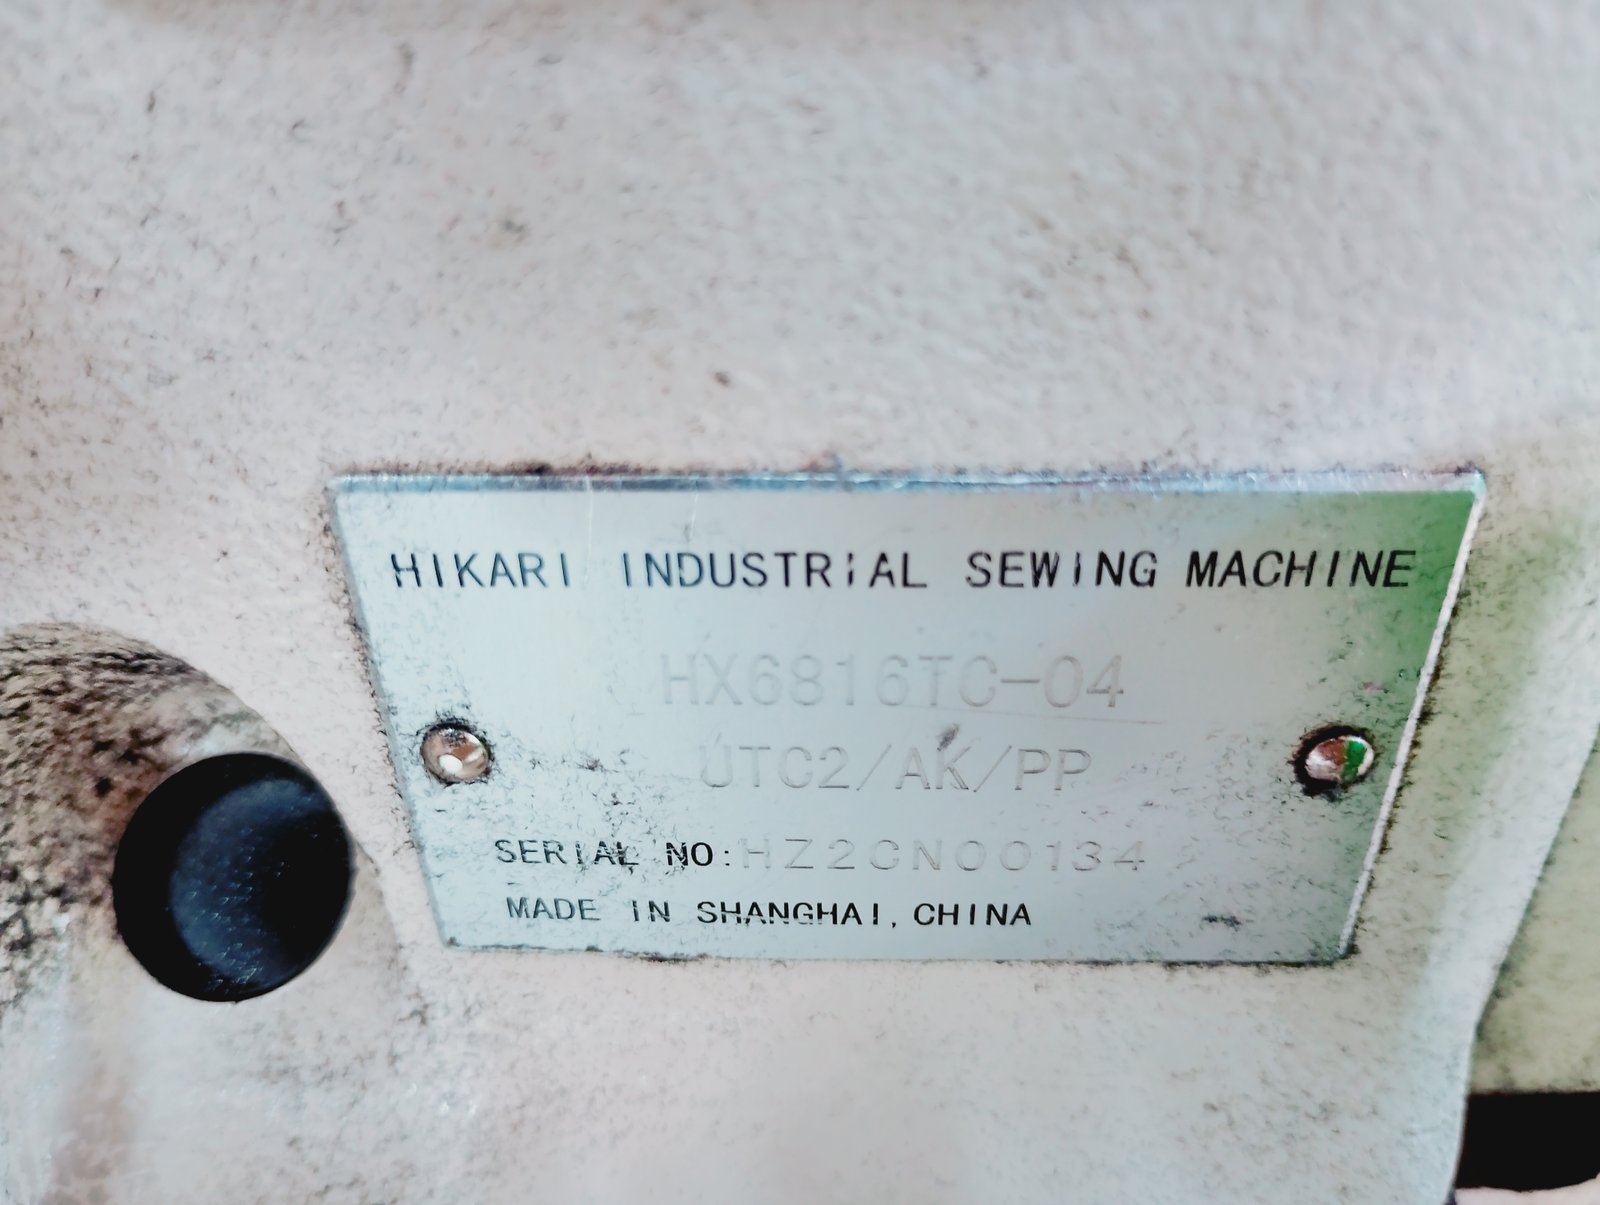 HIKARI INDUSTRIAL SEWING MACHINE
HX6816TC-04
UTC2/AK/PP
SERIAL NO:HZ2CN00134
MADE IN SHANGHAI, CHINA